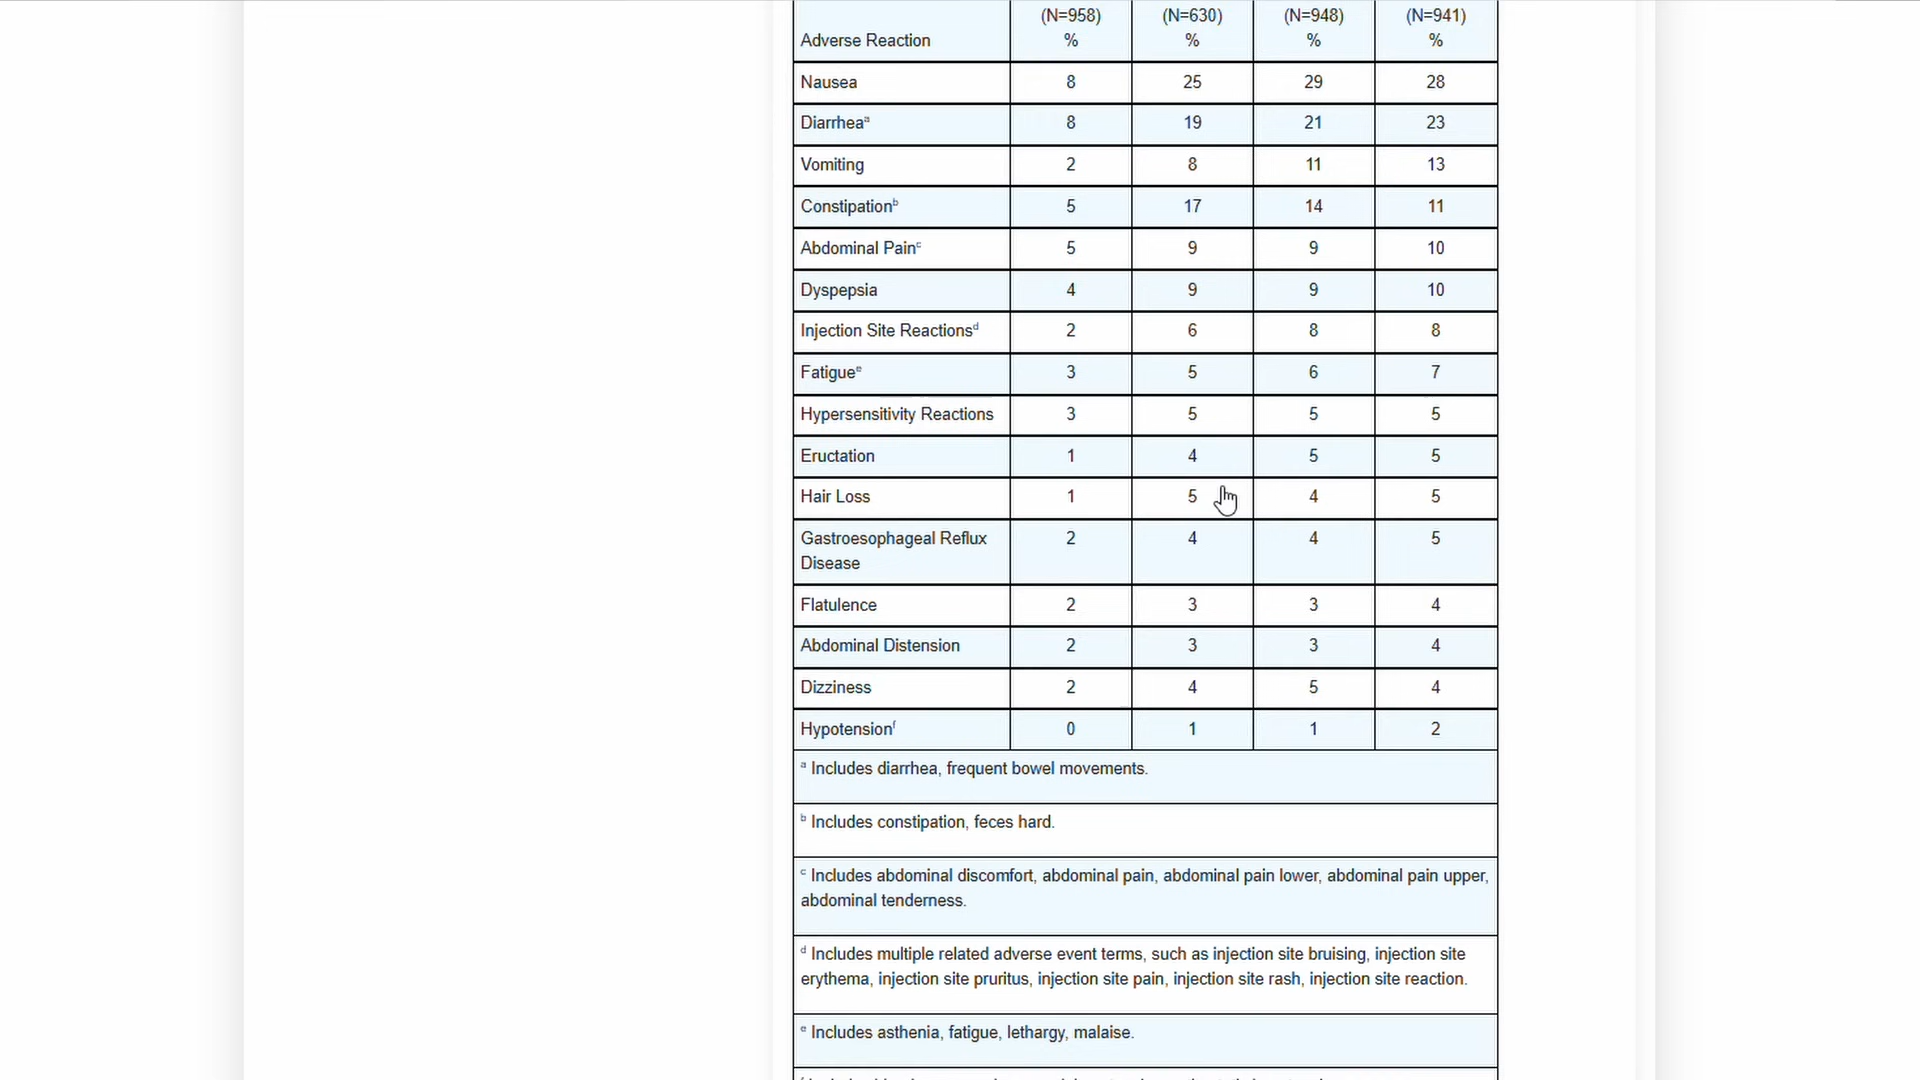 (N=958) (N=630) (N=948) (N=941)
Adverse Reaction % % % %
Nausea 8 25 29 28
Diarrheaᵃ 8 19 21 23
Vomiting 2 8 11 13
Constipationᵇ 5 17 14 11
Abdominal Painᶜ 5 9 9 10
Dyspepsia 4 9 9 10
Injection Site Reactionsᵈ 2 6 8 8
Fatigueᵉ 3 5 6 7
Hypersensitivity Reactions 3 5 5 5
Eructation 1 4 5 5
Hair Loss 1 5 4 5
Gastroesophageal Reflux 2 4 4 5
Disease
Flatulence 2 3 3 4
Abdominal Distension 2 3 3 4
Dizziness 2 4 5 4
Hypotensionᶠ 0 1 1 2
ᵃ Includes diarrhea, frequent bowel movements.
ᵇ Includes constipation, feces hard.
ᶜ Includes abdominal discomfort, abdominal pain, abdominal pain lower, abdominal pain upper,
abdominal tenderness.
ᵈ Includes multiple related adverse event terms, such as injection site bruising, injection site
erythema, injection site pruritus, injection site pain, injection site rash, injection site reaction.
ᵉ Includes asthenia, fatigue, lethargy, malaise.